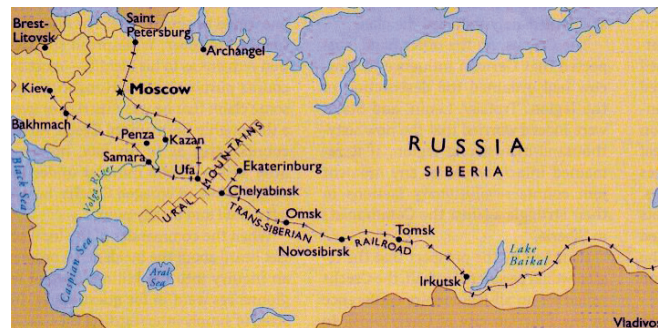 Brest-
Litovsk
Saint
Petersburg
Archangel
Kiev
Moscow
Bakhmach
Penza
Kazan
RUSSIA
SIBERIA
Samara
Ufa
URAL MOUNTAINS
Ekaterinburg
Chelyabinsk
Black Sea
Volga River
TRANS-SIBERIAN
RAILROAD
Omsk
Novosibirsk
Tomsk
Lake
Baikal
Irkutsk
Caspian Sea
Aral
Sea
Vladivos